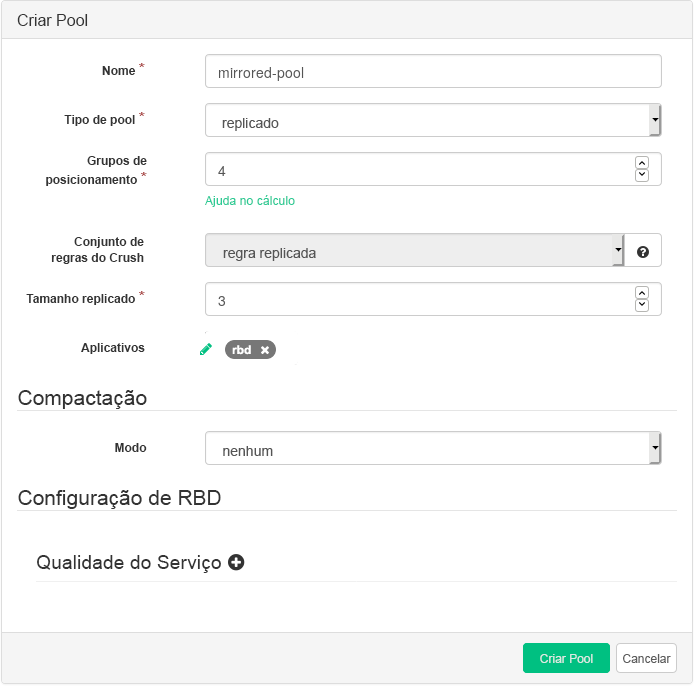 Criar Pool
Nome *
mirrored-pool
Tipo de pool *
replicado
Grupos de
posicionamento *
4
Ajuda no cálculo
Conjunto de
regras do Crush
regra replicada
Tamanho replicado *
3
Aplicativos
rbd
Compactação
Modo
nenhum
Configuração de RBD
Qualidade do Serviço
Criar Pool
Cancelar